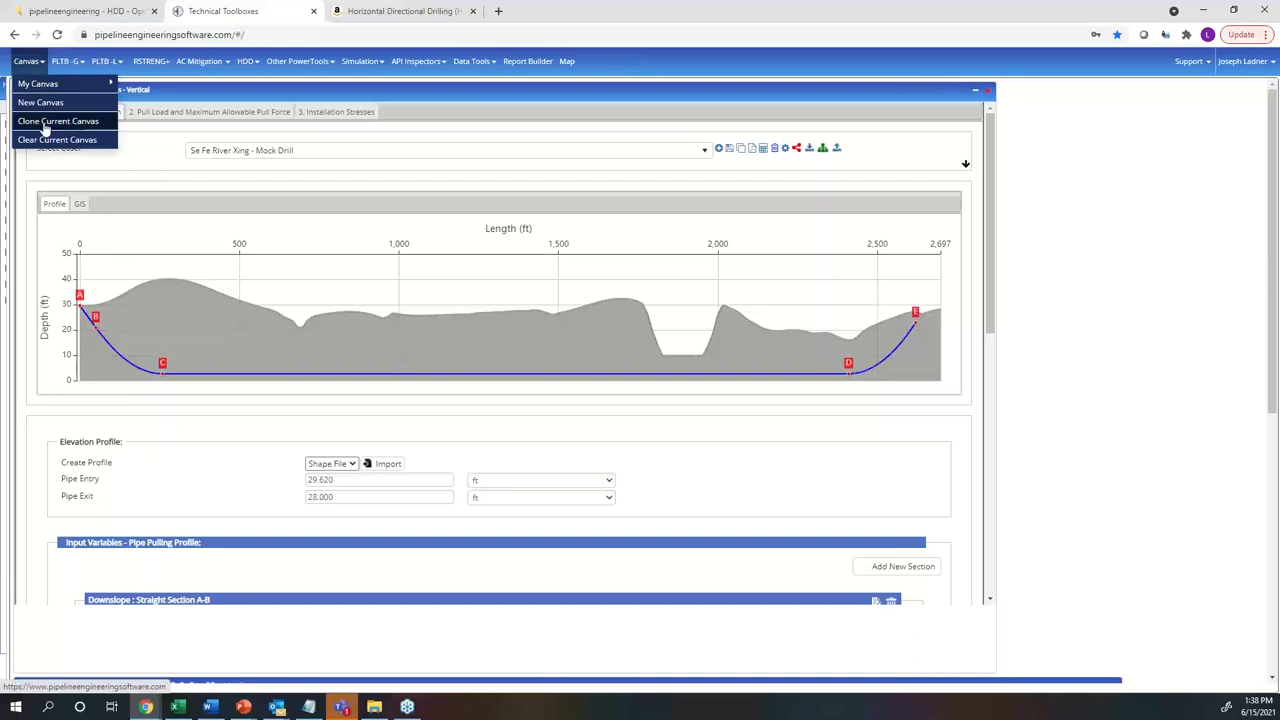 pipelineengineering - HDD - Ope
Technical Toolboxes
Horizontal Directional Drilling (H
pipelineengineeringsoftware.com/#/
L
Update
Canvas
PLTB -G
PLTB -L
RSTRENG+
AC Mitigation
HDD
Other PowerTools
Simulation
API Inspectors
Data Tools
Report Builder
Map
Support
Joseph Ladner
My Canvas
New Canvas
Clone Current Canvas
Clear Current Canvas
s - Vertical
2. Pull Load and Maximum Allowable Pull Force
3. Installation Stresses
Se Fe River Xing - Mock Drill
Profile
GIS
Length (ft)
0
500
1,000
1,500
2,000
2,500
2,697
Depth (ft)
50
40
30
20
10
0
A
B
C
D
E
Elevation Profile:
Create Profile
Shape File
Import
Pipe Entry
29.620
ft
Pipe Exit
28.000
ft
Input Variables - Pipe Pulling Profile:
Add New Section
Downslope : Straight Section A-B
https://www.pipelineengineeringsoftware.com
1:38 PM
6/15/2021